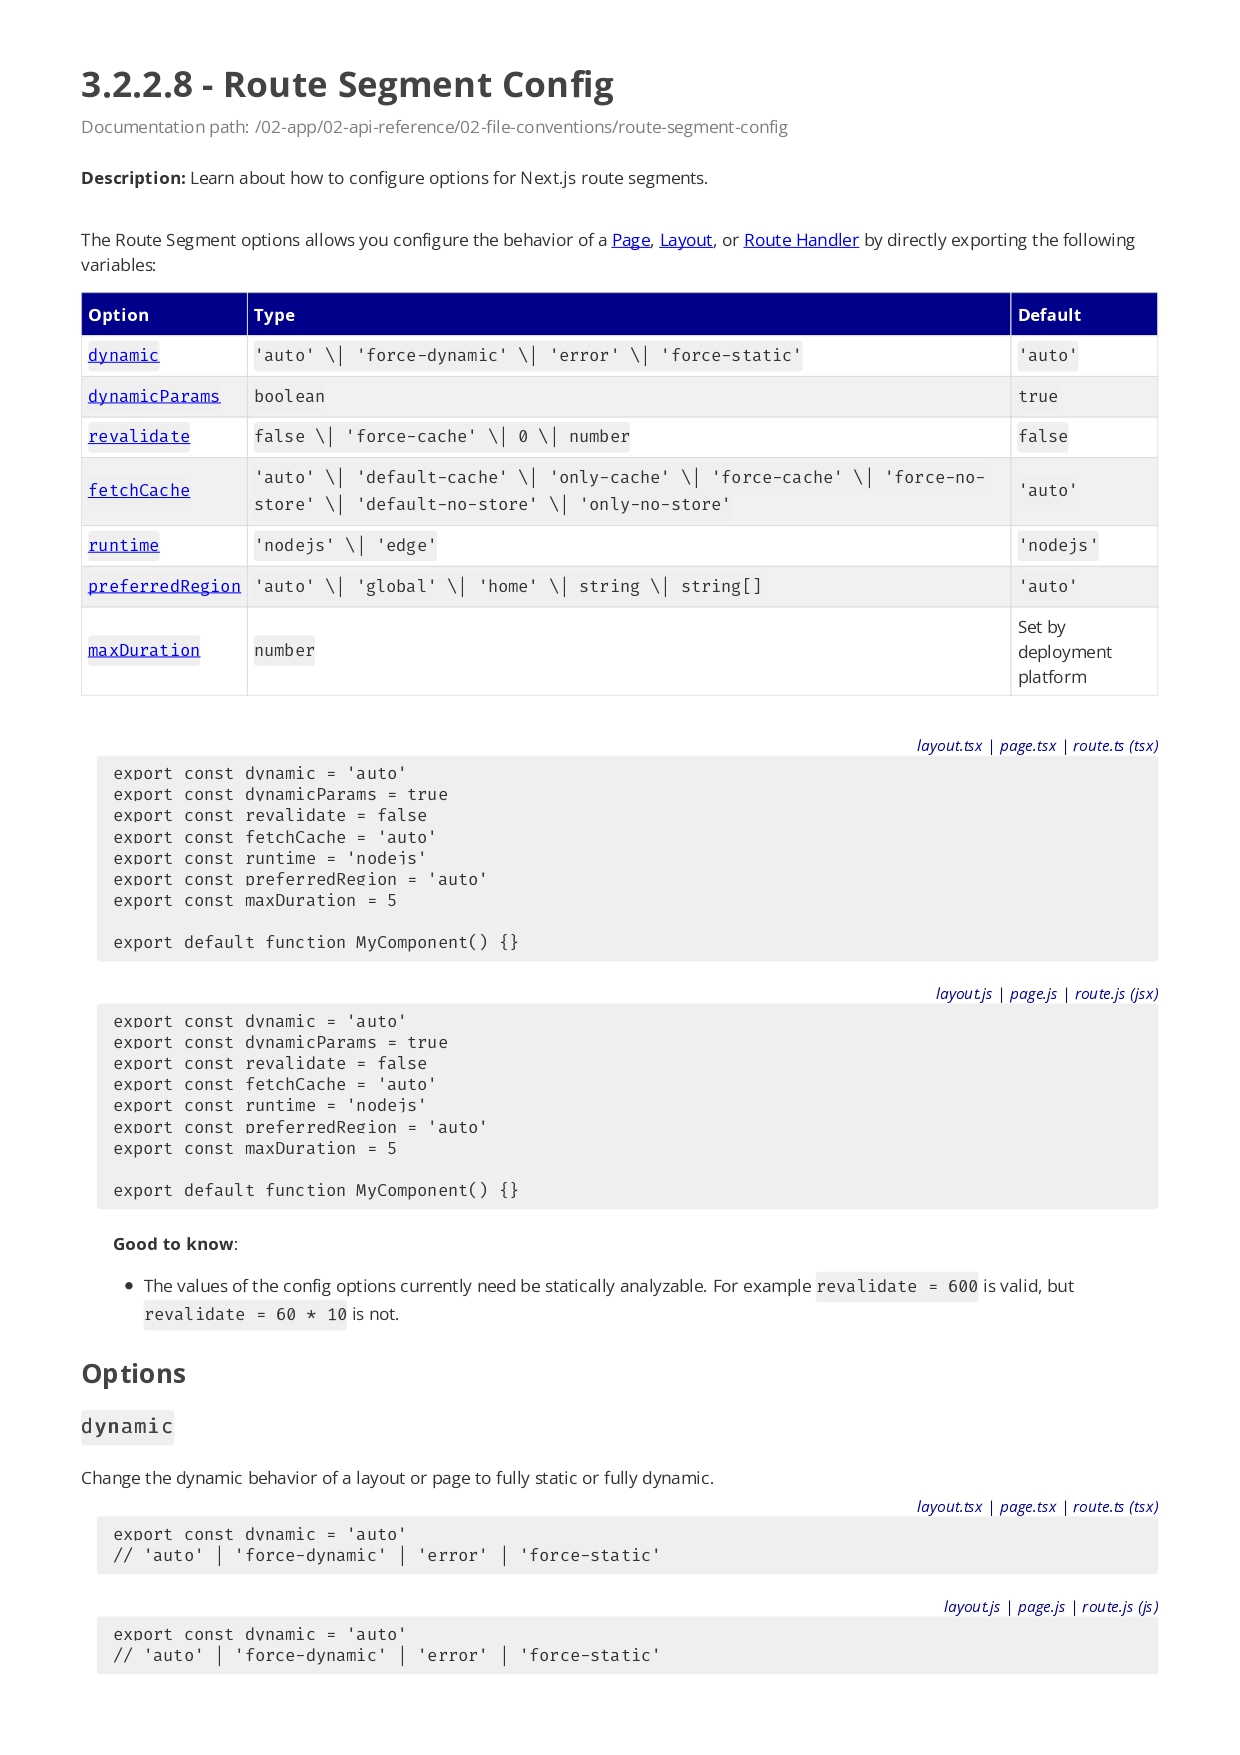 3.2.2.8 - Route Segment Config
Documentation path: /02-app/02-api-reference/02-file-conventions/route-segment-config
Description: Learn about how to configure options for Next.js route segments.
The Route Segment options allows you configure the behavior of a Page, Layout, or Route Handler by directly exporting the following
variables:
Option Type Default
dynamic 'auto' \| 'force-dynamic' \| 'error' \| 'force-static' 'auto'
dynamicParams boolean true
revalidate false \| 'force-cache' \| 0 \| number false
fetchCache 'auto' \| 'default-cache' \| 'only-cache' \| 'force-cache' \| 'force-no-
store' \| 'default-no-store' \| 'only-no-store' 'auto'
runtime 'nodejs' \| 'edge' 'nodejs'
preferredRegion 'auto' \| 'global' \| 'home' \| string \| string[] 'auto'
maxDuration number Set by
deployment
platform
layout.tsx | page.tsx | route.ts (tsx)
export const dynamic = 'auto'
export const dynamicParams = true
export const revalidate = false
export const fetchCache = 'auto'
export const runtime = 'nodejs'
export const preferredRegion = 'auto'
export const maxDuration = 5
export default function MyComponent() {}
layout.js | page.js | route.js (jsx)
export const dynamic = 'auto'
export const dynamicParams = true
export const revalidate = false
export const fetchCache = 'auto'
export const runtime = 'nodejs'
export const preferredRegion = 'auto'
export const maxDuration = 5
export default function MyComponent() {}
Good to know:
• The values of the config options currently need be statically analyzable. For example revalidate = 600 is valid, but
revalidate = 60 * 10 is not.
Options
dynamic
Change the dynamic behavior of a layout or page to fully static or fully dynamic.
layout.tsx | page.tsx | route.ts (tsx)
export const dynamic = 'auto'
// 'auto' | 'force-dynamic' | 'error' | 'force-static'
layout.js | page.js | route.js (js)
export const dynamic = 'auto'
// 'auto' | 'force-dynamic' | 'error' | 'force-static'